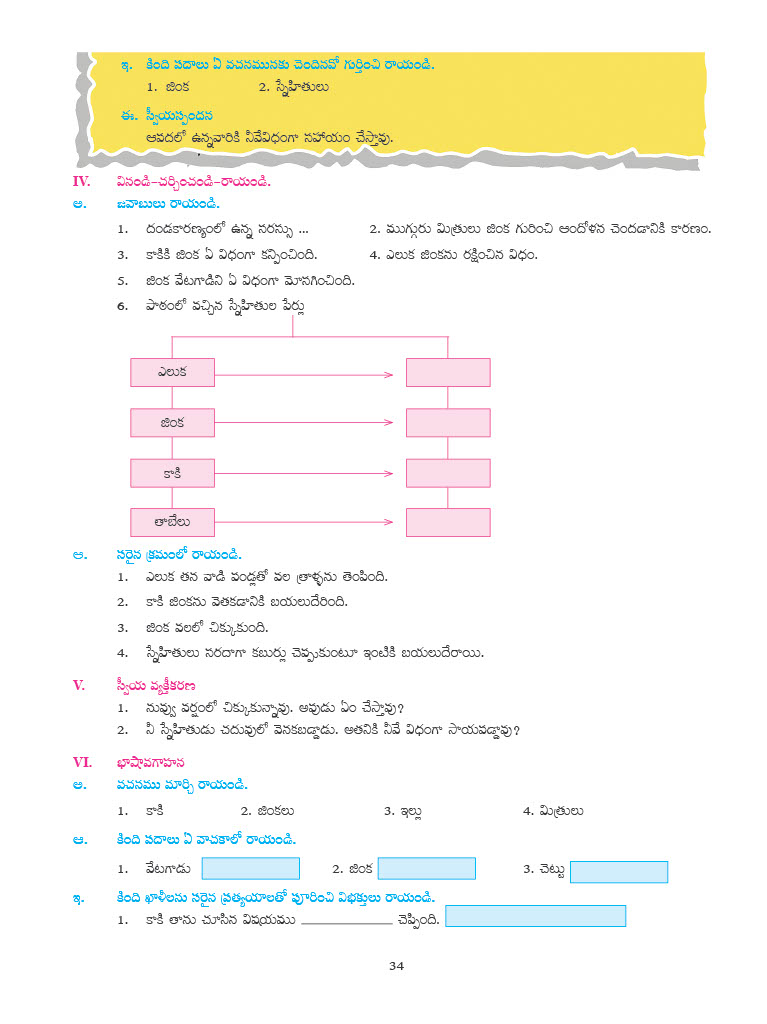 ఇ. కింది పదాలు ఏ వచనమునకు చెందినవో గుర్తించి రాయండి.
1. జింక 2. స్నేహితులు
ఈ. స్వీయస్పందన
ఆపదలో ఉన్నవారికి నీవేవిధంగా సహాయం చేస్తావు.
IV. వినండి–చర్చించండి–రాయండి.
అ. జవాబులు రాయండి.
1. దండకారణ్యంలో ఉన్న సరస్సు ... 2. ముగ్గురు మిత్రులు జింక గురించి ఆందోళన చెందడానికి కారణం.
3. కాకికి జింక ఏ విధంగా కన్పించింది. 4. ఎలుక జింకను రక్షించిన విధం.
5. జింక వేటగాడిని ఏ విధంగా మోసగించింది.
6. పాఠంలో వచ్చిన స్నేహితుల పేర్లు
ఎలుక
జింక
కాకి
తాబేలు
ఆ. సరైన క్రమంలో రాయండి.
1. ఎలుక తన వాడి పండ్లతో వల త్రాళ్ళను తెంపింది.
2. కాకి జింకను వెతకడానికి బయలుదేరింది.
3. జింక వలలో చిక్కుకుంది.
4. స్నేహితులు సరదాగా కబుర్లు చెప్పుకుంటూ ఇంటికి బయలుదేరాయి.
V. స్వీయ వ్యక్తీకరణ
1. నువ్వు వర్షంలో చిక్కుకున్నావు. అపుడు ఏం చేస్తావు?
2. నీ స్నేహితుడు చదువులో వెనకబడ్డాడు. అతనికి నీవే విధంగా సాయపడ్డావు?
VI. భాషావగాహన
అ. వచనము మార్చి రాయండి.
1. కాకి 2. జింకలు 3. ఇల్లు 4. మిత్రులు
ఆ. కింది పదాలు ఏ వాచకాలో రాయండి.
1. వేటగాడు 2. జింక 3. చెట్టు
ఇ. కింది ఖాళీలను సరైన ప్రత్యయాలతో పూరించి విభక్తులు రాయండి.
1. కాకి తాను చూసిన విషయము ____________ చెప్పింది.
34